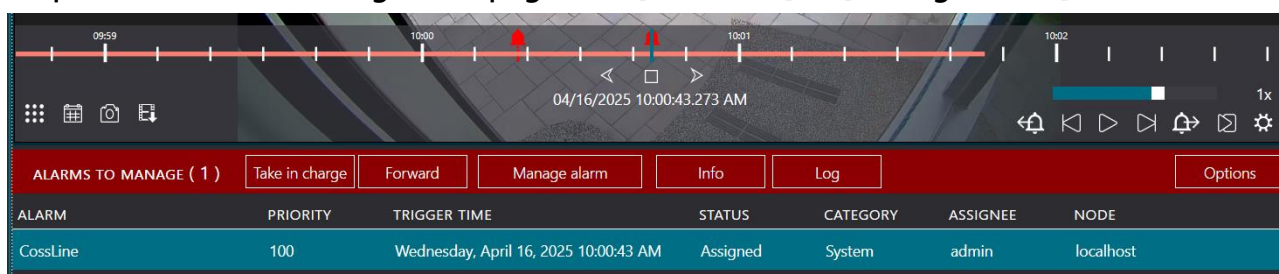 09:59 10:00 10:01 10:02
04/16/2025 10:00:43.273 AM
1x
ALARMS TO MANAGE ( 1 ) Take in charge Forward Manage alarm Info Log Options
ALARM PRIORITY TRIGGER TIME STATUS CATEGORY ASSIGNEE NODE
CossLine 100 Wednesday, April 16, 2025 10:00:43 AM Assigned System admin localhost